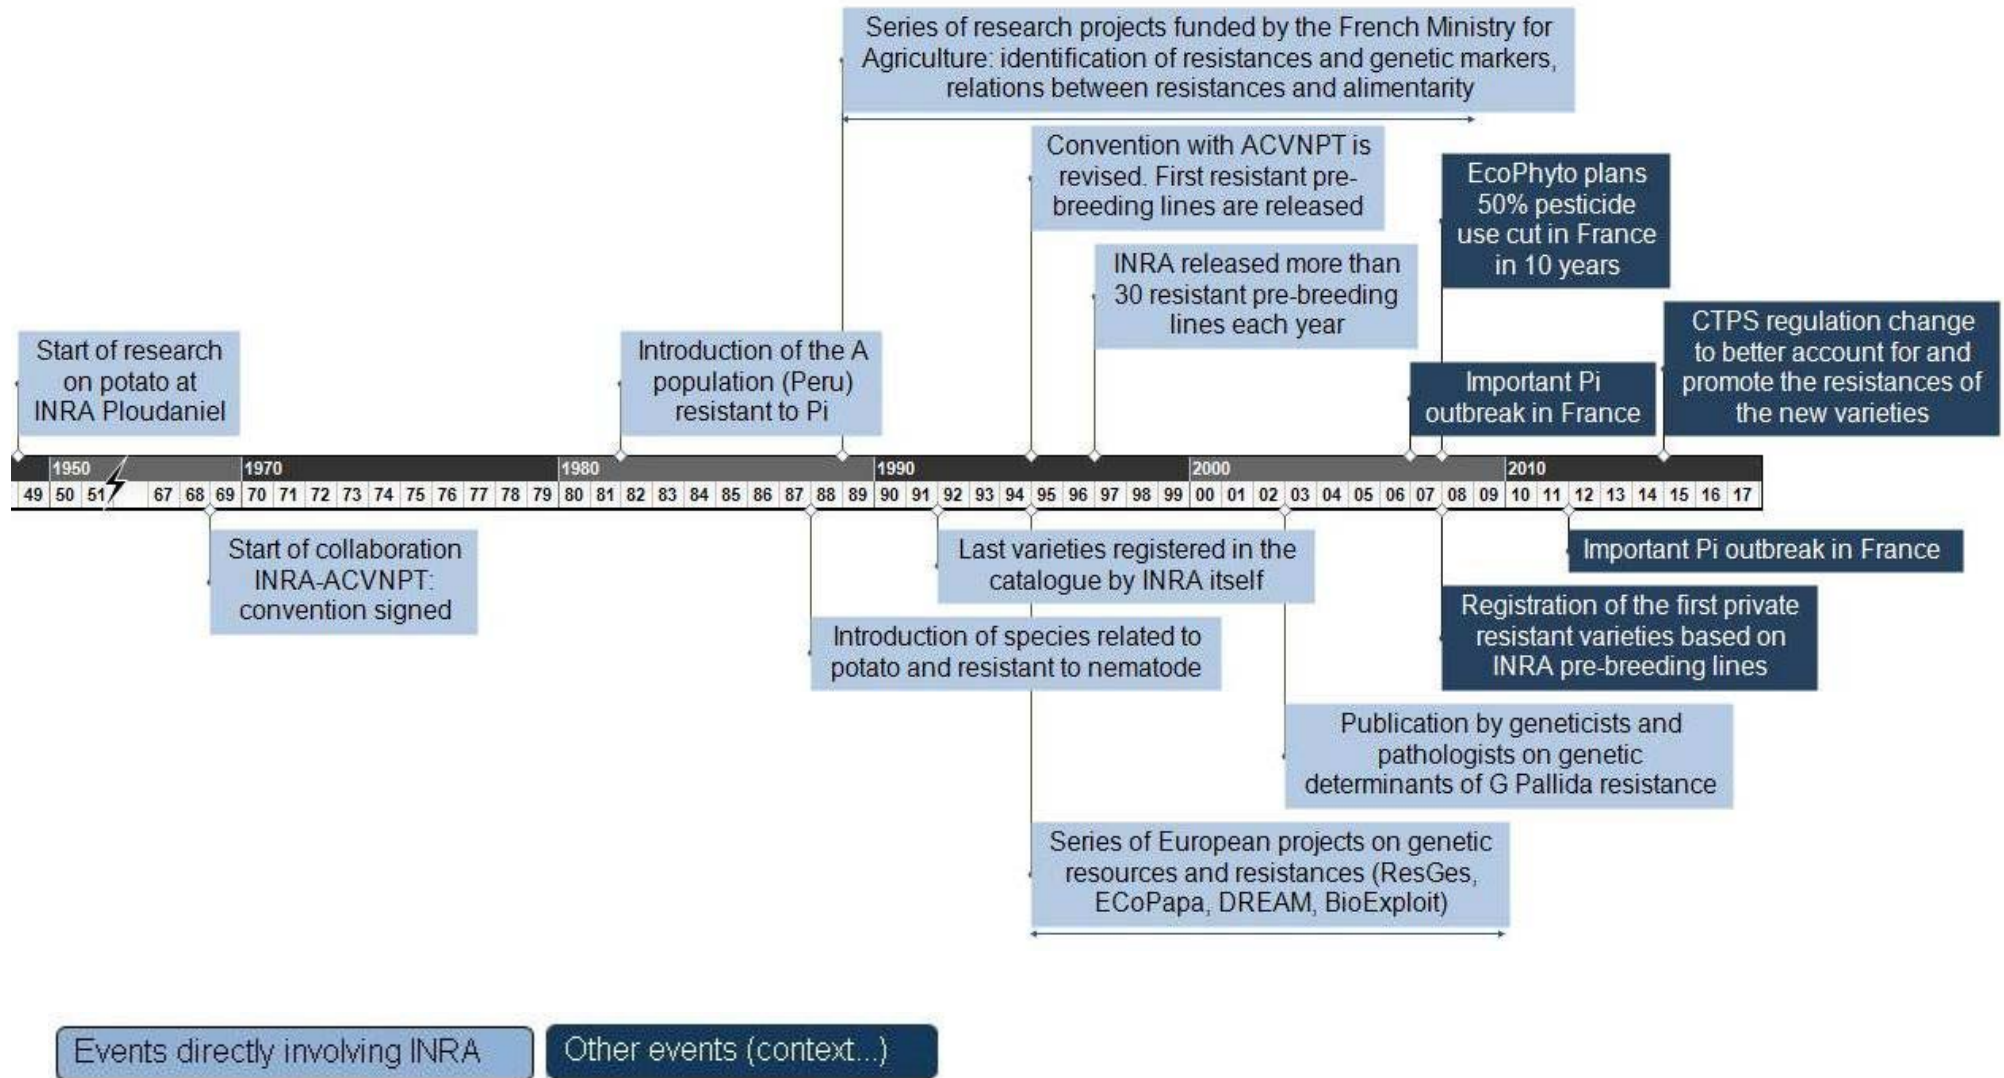 Series of research projects funded by the French Ministry for
Agriculture: identification of resistances and genetic markers,
relations between resistances and alimentarity
Convention with ACVNPT is
revised. First resistant pre-
breeding lines are released
EcoPhyto plans
50% pesticide
use cut in France
in 10 years
INRA released more than
30 resistant pre-breeding
lines each year
CTPS regulation change
to better account for and
promote the resistances of
the new varieties
Start of research
on potato at
INRA Ploudaniel
Introduction of the A
population (Peru)
resistant to Pi
Important Pi
outbreak in France
1950 1970 1980 1990 2000 2010
49 50 51 67 68 69 70 71 72 73 74 75 76 77 78 79 80 81 82 83 84 85 86 87 88 89 90 91 92 93 94 95 96 97 98 99 00 01 02 03 04 05 06 07 08 09 10 11 12 13 14 15 16 17
Start of collaboration
INRA-ACVNPT:
convention signed
Last varieties registered in the
catalogue by INRA itself
Important Pi outbreak in France
Introduction of species related to
potato and resistant to nematode
Registration of the first private
resistant varieties based on
INRA pre-breeding lines
Publication by geneticists and
pathologists on genetic
determinants of G Pallida resistance
Series of European projects on genetic
resources and resistances (ResGes,
ECoPapa, DREAM, BioExploit)
Events directly involving INRA
Other events (context...)